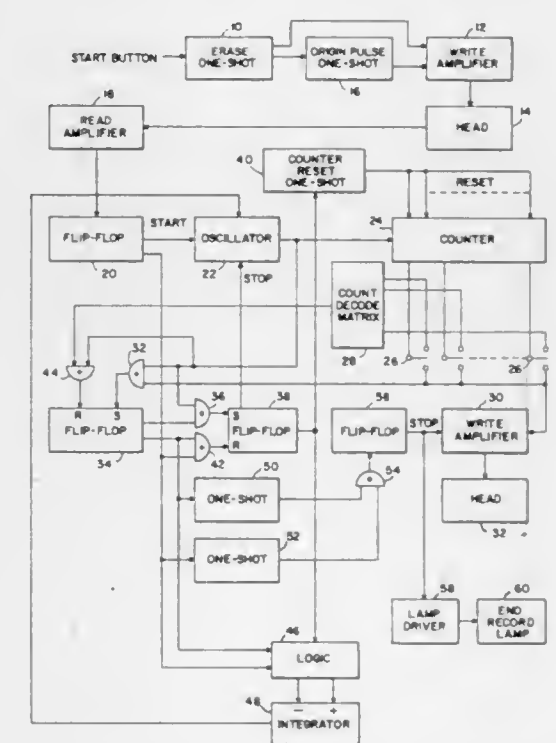 10
12
START BUTTON
ERASE
ONE-SHOT
ORIGIN PULSE
ONE-SHOT
WRITE
AMPLIFIER
18
16
READ
AMPLIFIER
HEAD
14
40
COUNTER
RESET
ONE-SHOT
RESET
24
START
FLIP-FLOP
OSCILLATOR
COUNTER
20
22
STOP
COUNT
DECODE
MATRIX
28
26
26
44
32
36
38
56
30
R
S
FLIP-FLOP
S
FLIP-FLOP
R
FLIP-FLOP
STOP
WRITE
AMPLIFIER
34
42
50
54
ONE-SHOT
HEAD
32
52
ONE-SHOT
58
60
46
LAMP
DRIVER
END
RECORD
LAMP
LOGIC
48
- +
INTEGRATOR